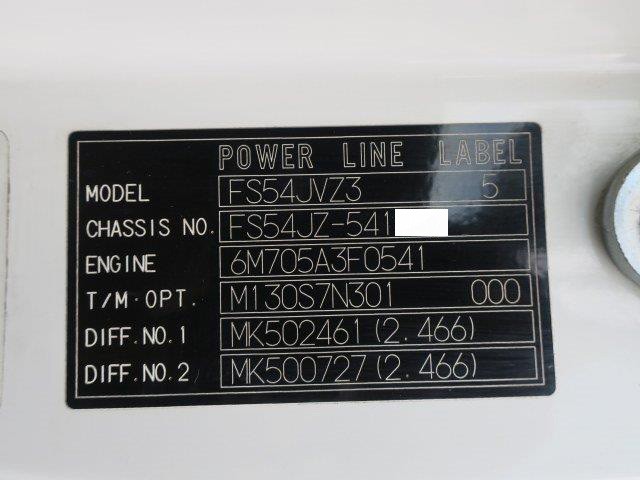 POWER LINE LABEL
MODEL FS54JVZ3 5
CHASSIS NO. FS54JZ-541
ENGINE 6M705A3F0541
T/M·OPT. M130S7N301 000
DIFF.NO.1 MK502461(2.466)
DIFF.NO.2 MK500727(2.466)